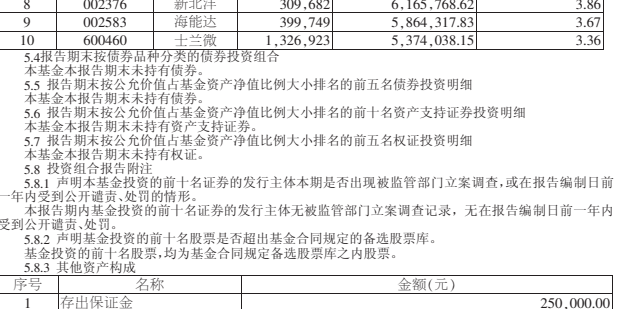 8 002376 新北洋 309,682 6,165,768.62 3.86
9 002583 海能达 399,749 5,864,317.83 3.67
10 600460 士兰微 1,326,923 5,374,038.15 3.36
5.4报告期末按债券品种分类的债券投资组合
本基金本报告期末未持有债券。
5.5 报告期末按公允价值占基金资产净值比例大小排名的前五名债券投资明细
本基金本报告期末未持有债券。
5.6 报告期末按公允价值占基金资产净值比例大小排名的前十名资产支持证券投资明细
本基金本报告期末未持有资产支持证券。
5.7 报告期末按公允价值占基金资产净值比例大小排名的前五名权证投资明细
本基金本报告期末未持有权证。
5.8 投资组合报告附注
5.8.1 声明本基金投资的前十名证券的发行主体本期是否出现被监管部门立案调查,或在报告编制日前
一年内受到公开谴责、处罚的情形。
本报告期内基金投资的前十名证券的发行主体无被监管部门立案调查记录，无在报告编制日前一年内
受到公开谴责、处罚。
5.8.2 声明基金投资的前十名股票是否超出基金合同规定的备选股票库。
基金投资的前十名股票,均为基金合同规定备选股票库之内股票。
5.8.3 其他资产构成
序号 名称 金额(元)
1 存出保证金 250,000.00